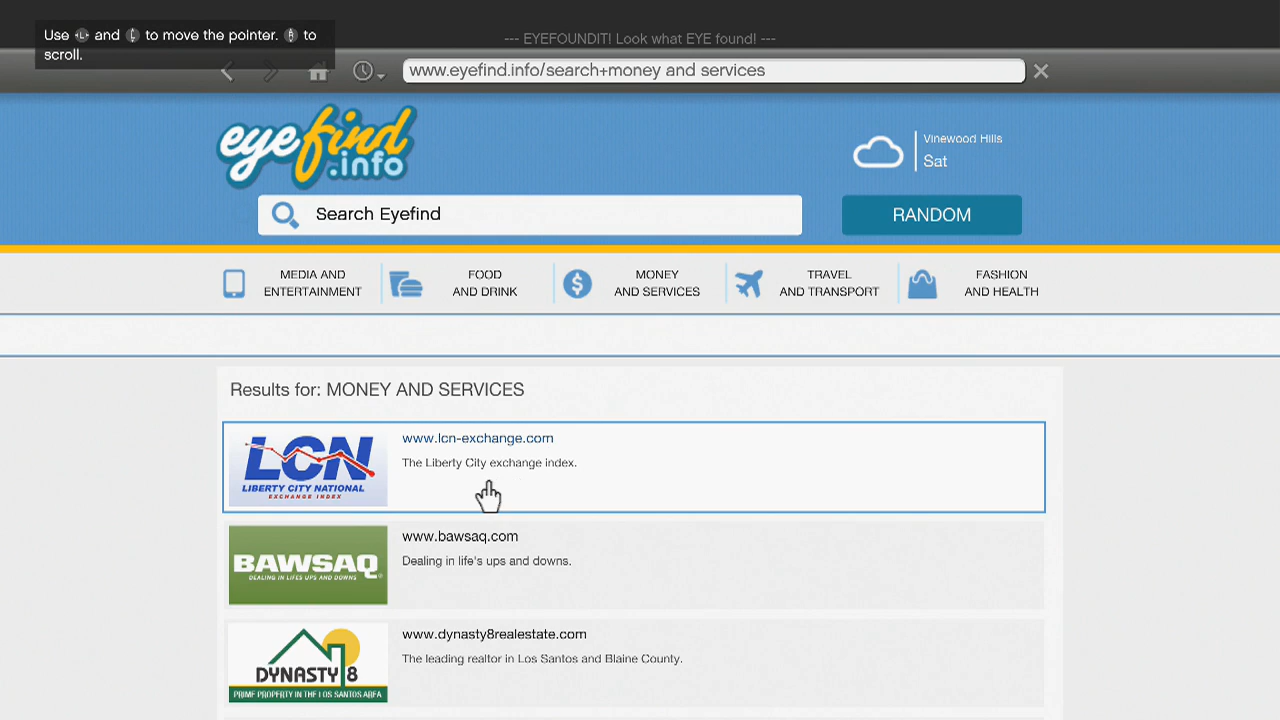 --- EYEFOUNDIT! Look what EYE found! ---
Use L and L to move the pointer. R to
scroll.
www.eyefind.info/search+money and services
eyefind
.info
Vinewood Hills
Sat
Search Eyefind
RANDOM
MEDIA AND
ENTERTAINMENT
FOOD
AND DRINK
MONEY
AND SERVICES
TRAVEL
AND TRANSPORT
FASHION
AND HEALTH
Results for: MONEY AND SERVICES
LCN
LIBERTY CITY NATIONAL
EXCHANGE INDEX
www.lcn-exchange.com
The Liberty City exchange index.
BAWSAQ
DEALING IN LIFES UPS AND DOWNS
www.bawsaq.com
Dealing in life's ups and downs.
DYNASTY 8
PRIME PROPERTY IN THE LOS SANTOS AREA
www.dynasty8realestate.com
The leading realtor in Los Santos and Blaine County.